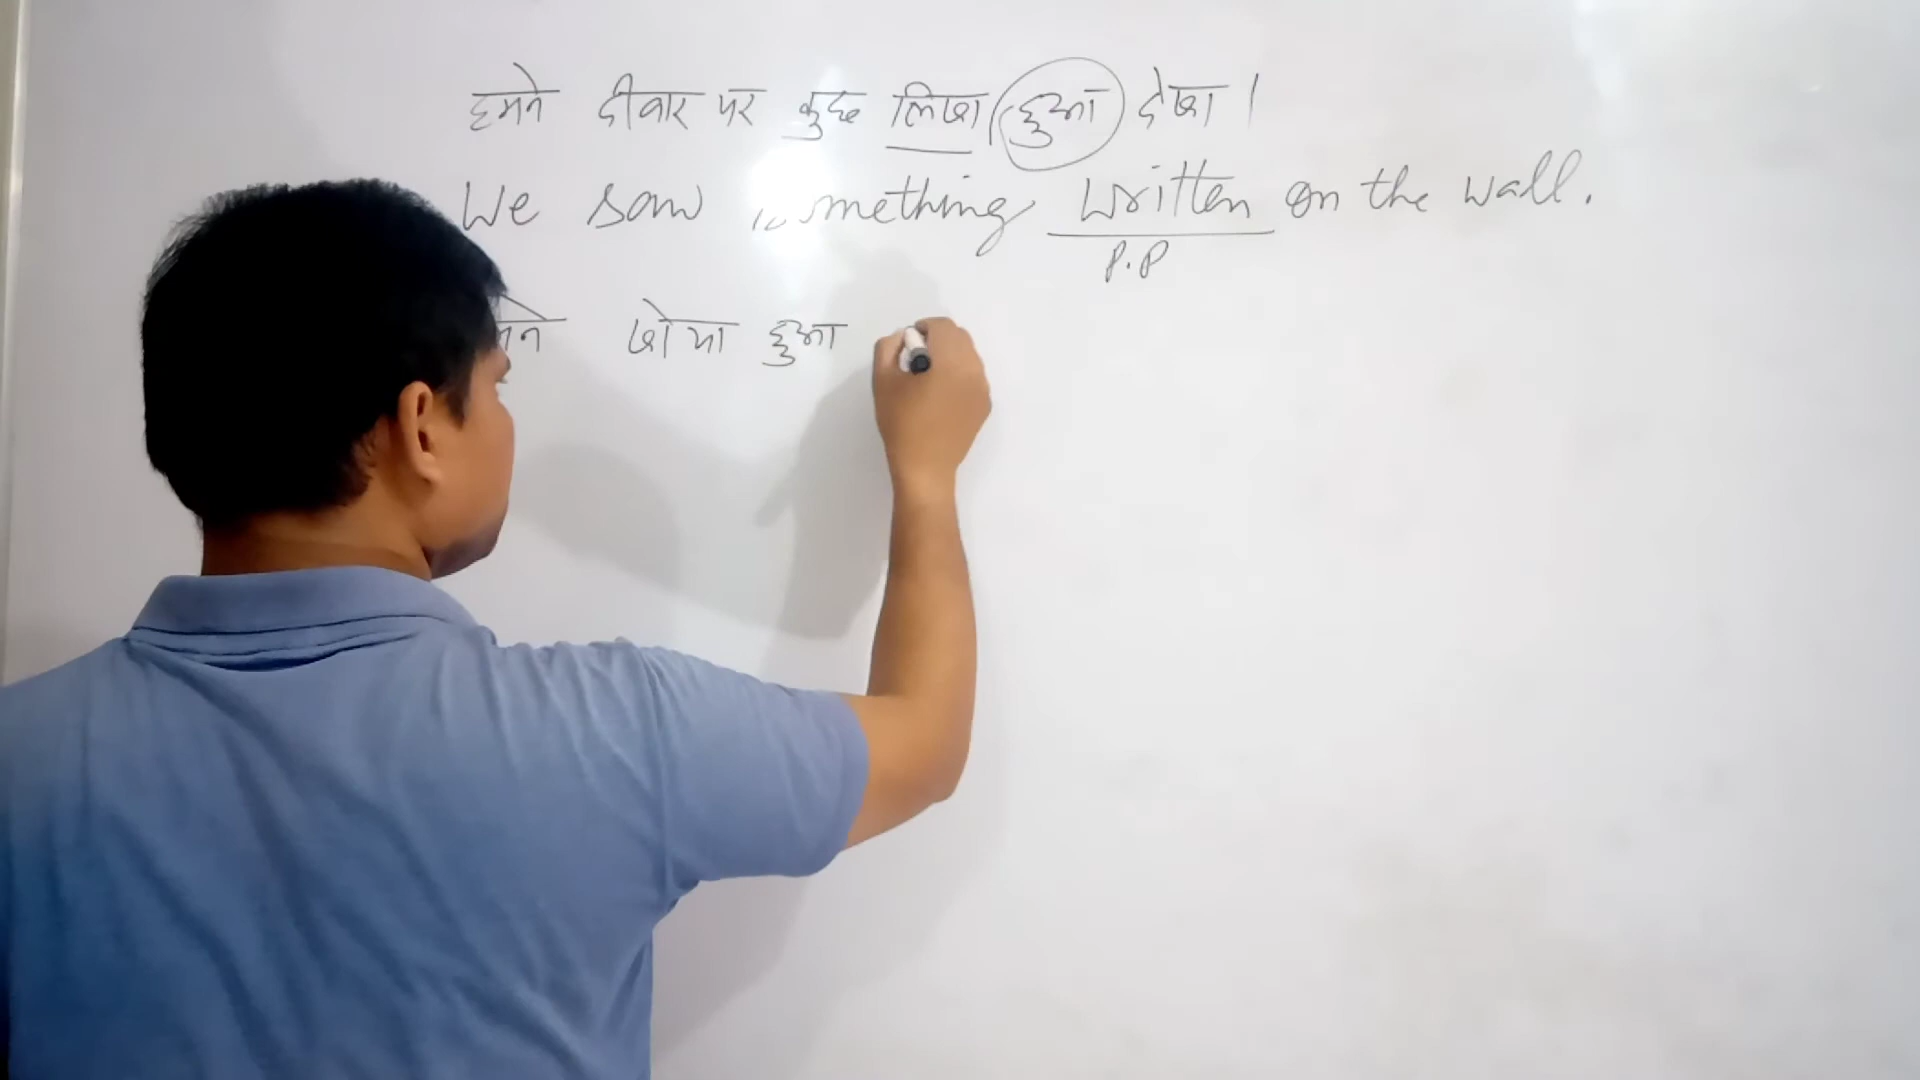 हमने दीवार पर कुछ लिखा हुआ देखा।
We saw something written on the wall.
P.P
खोया हुआ